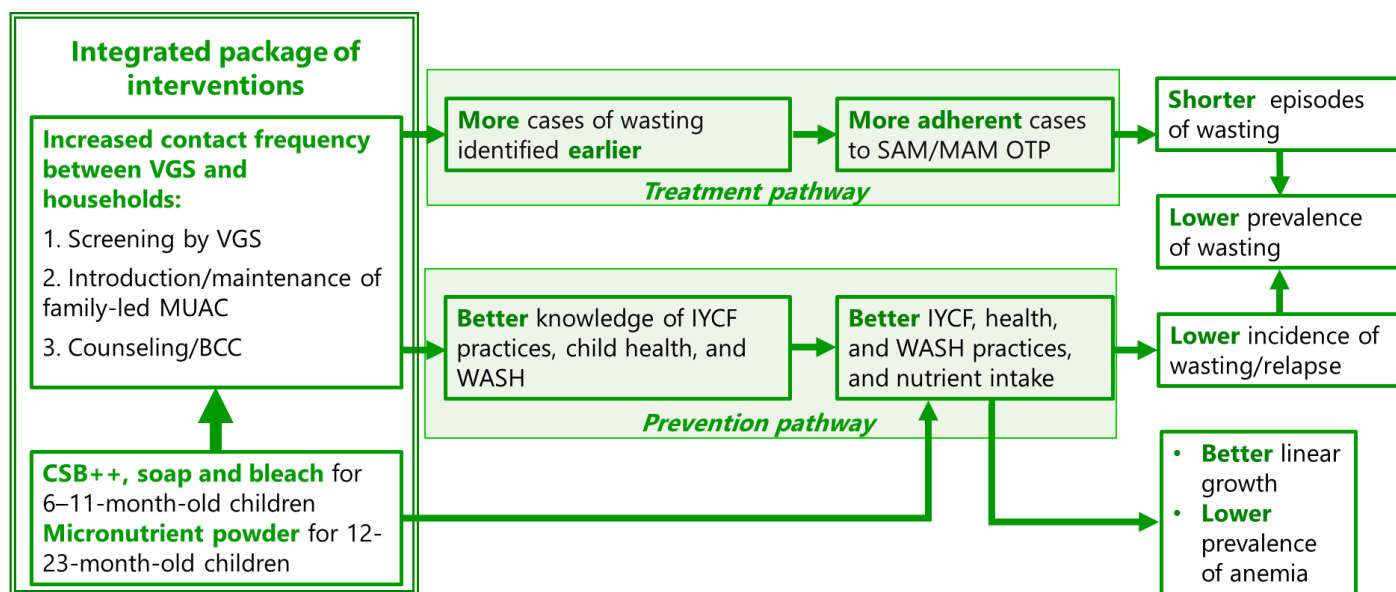 Integrated package of
interventions
Increased contact frequency
between VGS and
households:
1. Screening by VGS
2. Introduction/maintenance of
family-led MUAC
3. Counseling/BCC
CSB++, soap and bleach for
6–11-month-old children
Micronutrient powder for 12-
23-month-old children
More cases of wasting
identified earlier
More adherent cases
to SAM/MAM OTP
Treatment pathway
Better knowledge of IYCF
practices, child health, and
WASH
Better IYCF, health,
and WASH practices,
and nutrient intake
Prevention pathway
Shorter episodes
of wasting
Lower prevalence
of wasting
Lower incidence of
wasting/relapse
• Better linear
growth
• Lower
prevalence
of anemia